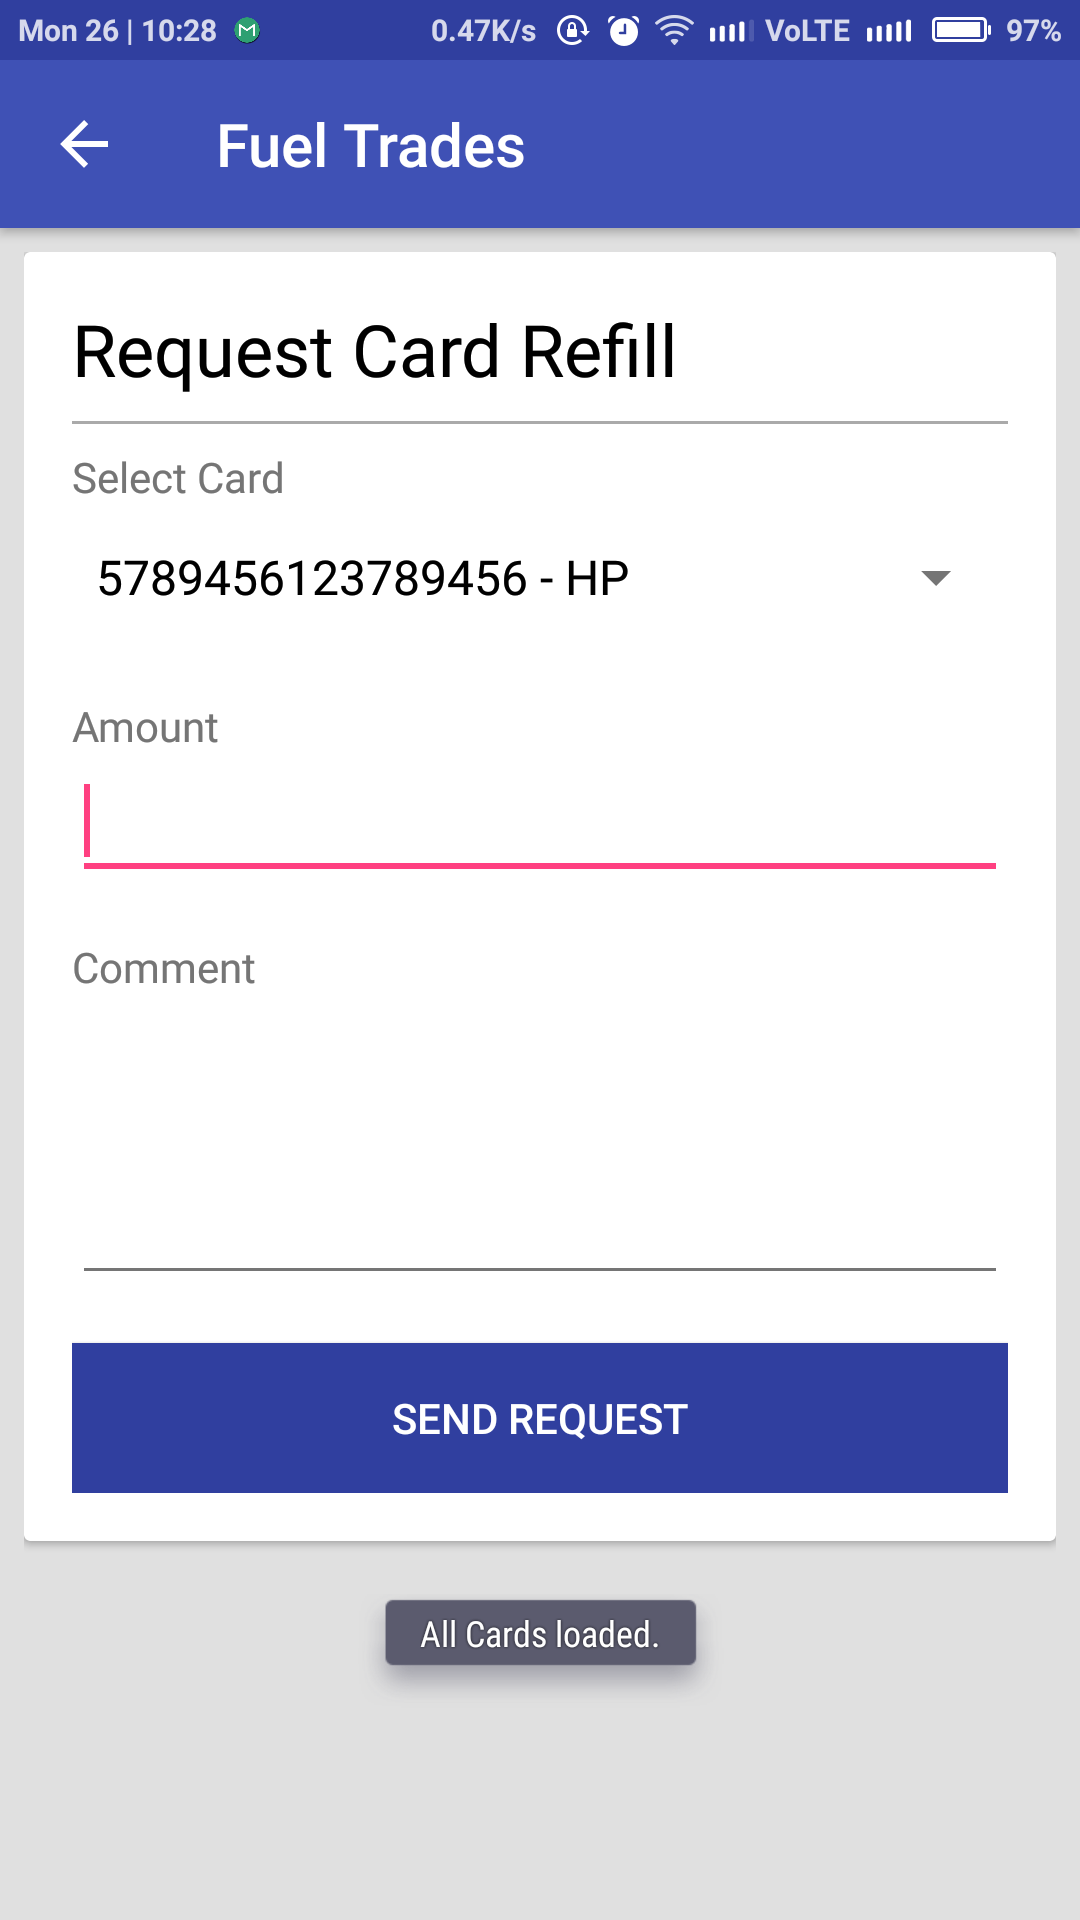 Mon 26 | 10:28 M 0.47K/s VoLTE 97%
Fuel Trades
Request Card Refill
Select Card
5789456123789456 - HP
Amount
Comment
SEND REQUEST
All Cards loaded.